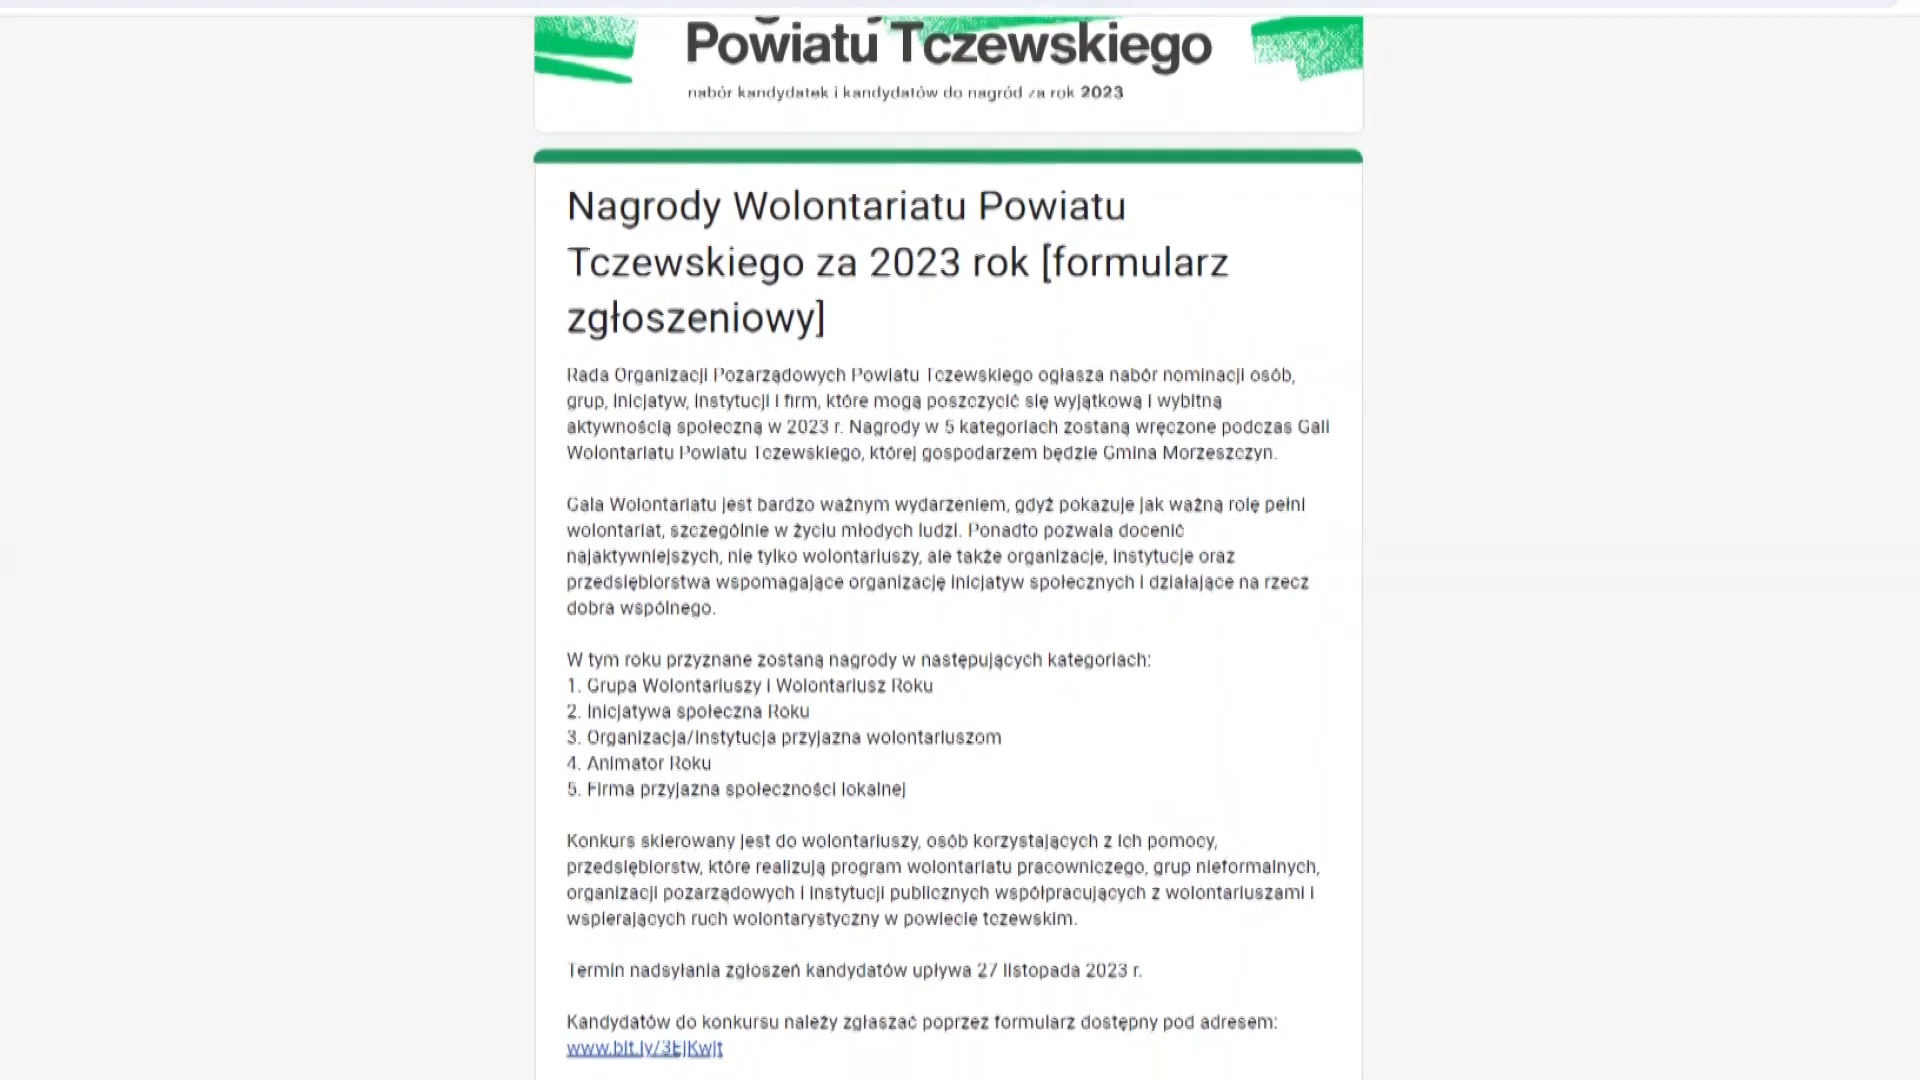 Powiatu Tczewskiego
nabór kandydatek i kandydatów do nagród za rok 2023
Nagrody Wolontariatu Powiatu
Tczewskiego za 2023 rok [formularz
zgłoszeniowy]
Rada Organizacji Pozarządowych Powiatu Tczewskiego ogłasza nabór nominacji osób,
grup, inicjatyw, instytucji i firm, które mogą poszczycić się wyjątkową i wybitną
aktywnością społeczną w 2023 r. Nagrody w 5 kategoriach zostaną wręczone podczas Gali
Wolontariatu Powiatu Tczewskiego, której gospodarzem będzie Gmina Morzeszczyn.
Gala Wolontariatu jest bardzo ważnym wydarzeniem, gdyż pokazuje jak ważną rolę pełni
wolontariat, szczególnie w życiu młodych ludzi. Ponadto pozwala docenić
najaktywniejszych, nie tylko wolontariuszy, ale także organizacje, instytucje oraz
przedsiębiorstwa wspomagające organizację inicjatyw społecznych i działające na rzecz
dobra wspólnego.
W tym roku przyznane zostaną nagrody w następujących kategoriach:
1. Grupa Wolontariuszy i Wolontariusz Roku
2. Inicjatywa społeczna Roku
3. Organizacja/Instytucja przyjazna wolontariuszom
4. Animator Roku
5. Firma przyjazna społeczności lokalnej
Konkurs skierowany jest do wolontariuszy, osób korzystających z ich pomocy,
przedsiębiorstw, które realizują program wolontariatu pracowniczego, grup nieformalnych,
organizacji pozarządowych i instytucji publicznych współpracujących z wolontariuszami i
wspierających ruch wolontarystyczny w powiecie tczewskim.
Termin nadsyłania zgłoszeń kandydatów upływa 27 listopada 2023 r.
Kandydatów do konkursu należy zgłaszać poprzez formularz dostępny pod adresem: